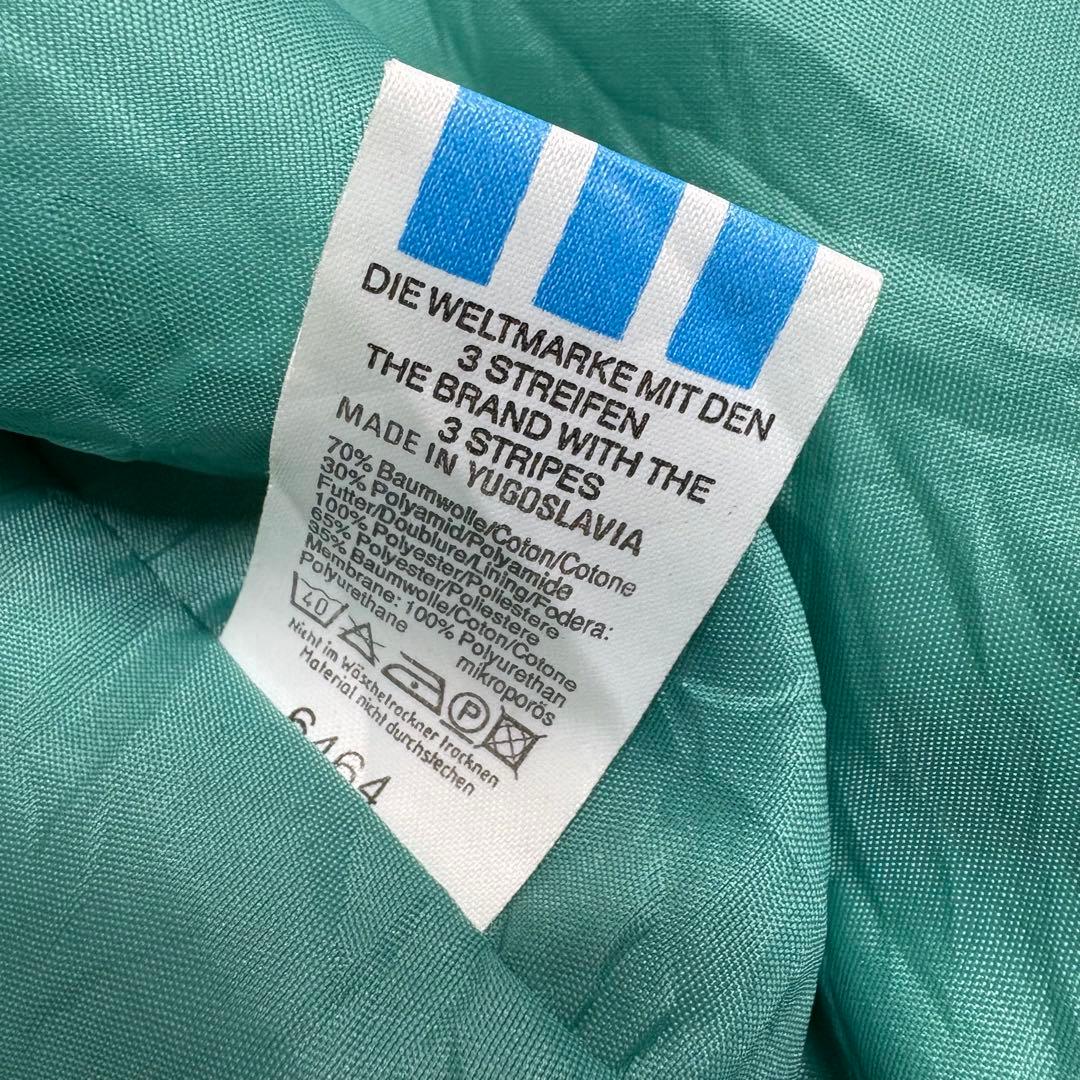 DIE WELTMARKE MIT DEN
3 STREIFEN
THE BRAND WITH THE
3 STRIPES
MADE IN YUGOSLAVIA
70% Baumwolle/Coton/Cotone
30% Polyamid/Polyamide
Futter/Doublure/Lining/Fodera:
100% Polyester/Poliestere
65% Polyester/Poliestere
35% Baumwolle/Coton/Cotone
Membrane: 100% Polyurethan
Polyurethane mikroporös
40 P
Nicht im Wäschetrockner trocknen
Material nicht durchstechen
6464